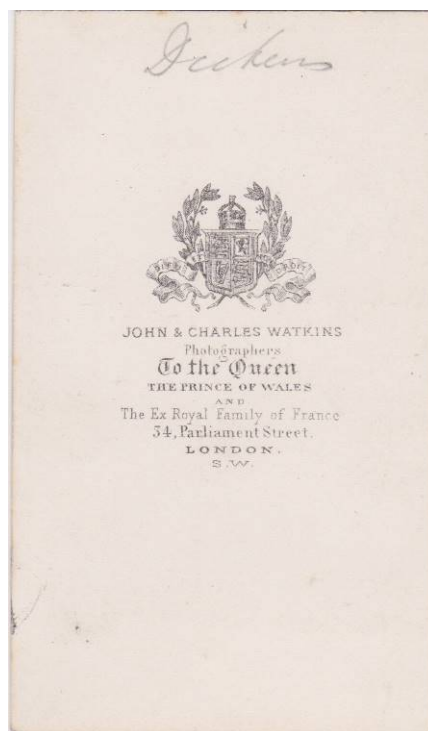 Dickens
JOHN & CHARLES WATKINS
Photographers
To the Queen
THE PRINCE OF WALES
AND
The Ex Royal Family of France
34, Parliament Street.
LONDON.
S.W.